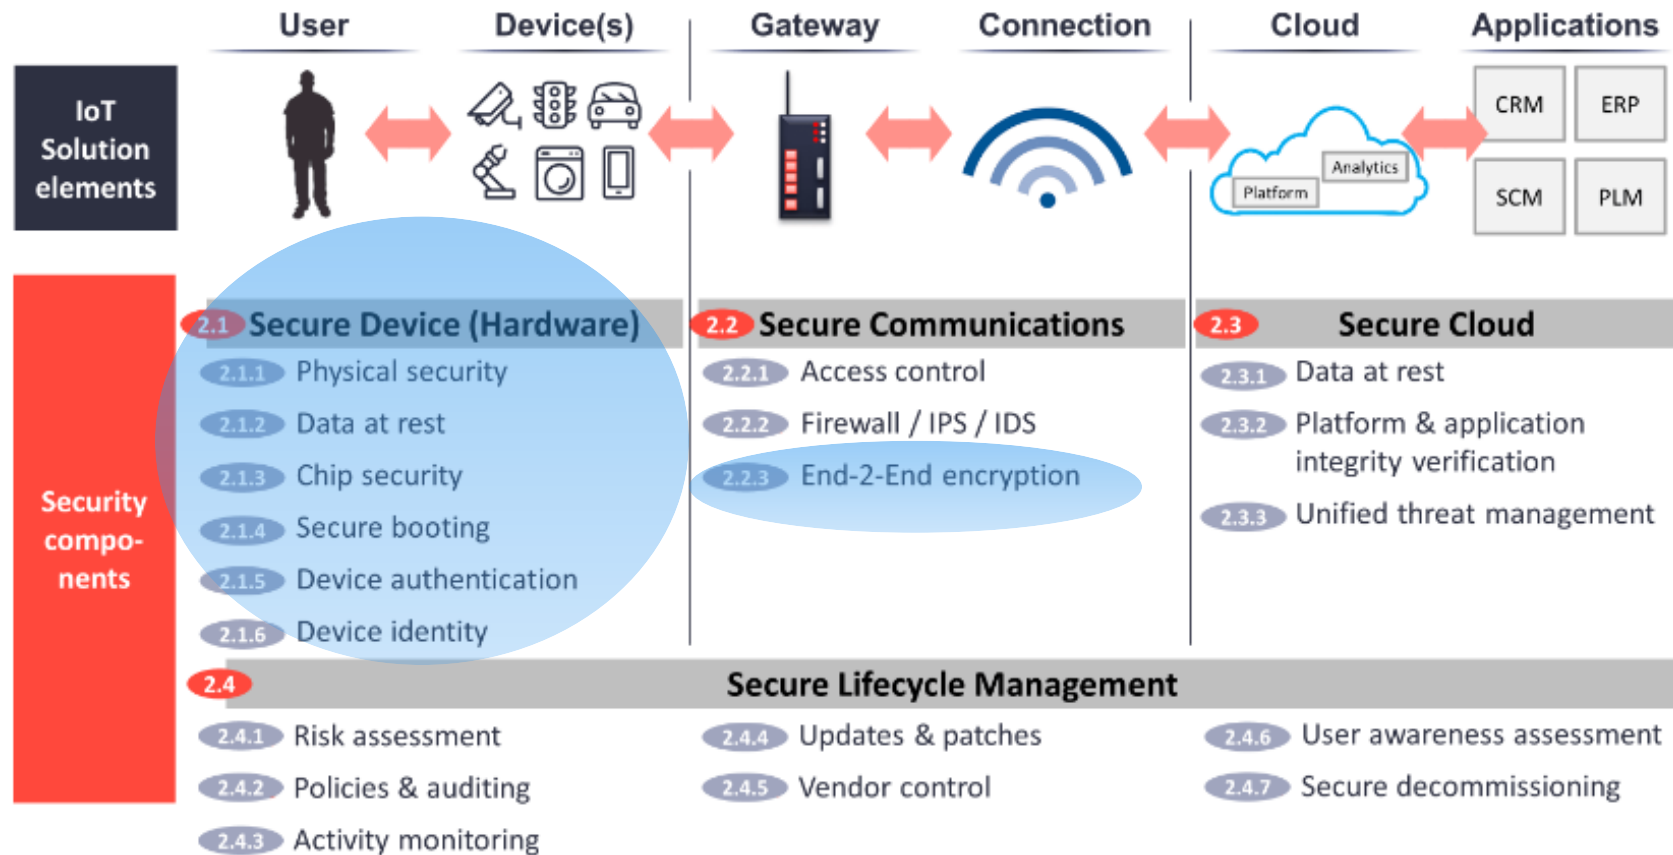 User
Device(s)
Gateway
Connection
Cloud
Applications
IoT
Solution
elements
CRM
ERP
Analytics
Platform
SCM
PLM
Security
compo-
nents
2.1 Secure Device (Hardware)
2.1.1 Physical security
2.1.2 Data at rest
2.1.3 Chip security
2.1.4 Secure booting
2.1.5 Device authentication
2.1.6 Device identity
2.2 Secure Communications
2.2.1 Access control
2.2.2 Firewall / IPS / IDS
2.2.3 End-2-End encryption
2.3 Secure Cloud
2.3.1 Data at rest
2.3.2 Platform & application
integrity verification
2.3.3 Unified threat management
2.4 Secure Lifecycle Management
2.4.1 Risk assessment
2.4.2 Policies & auditing
2.4.3 Activity monitoring
2.4.4 Updates & patches
2.4.5 Vendor control
2.4.6 User awareness assessment
2.4.7 Secure decommissioning